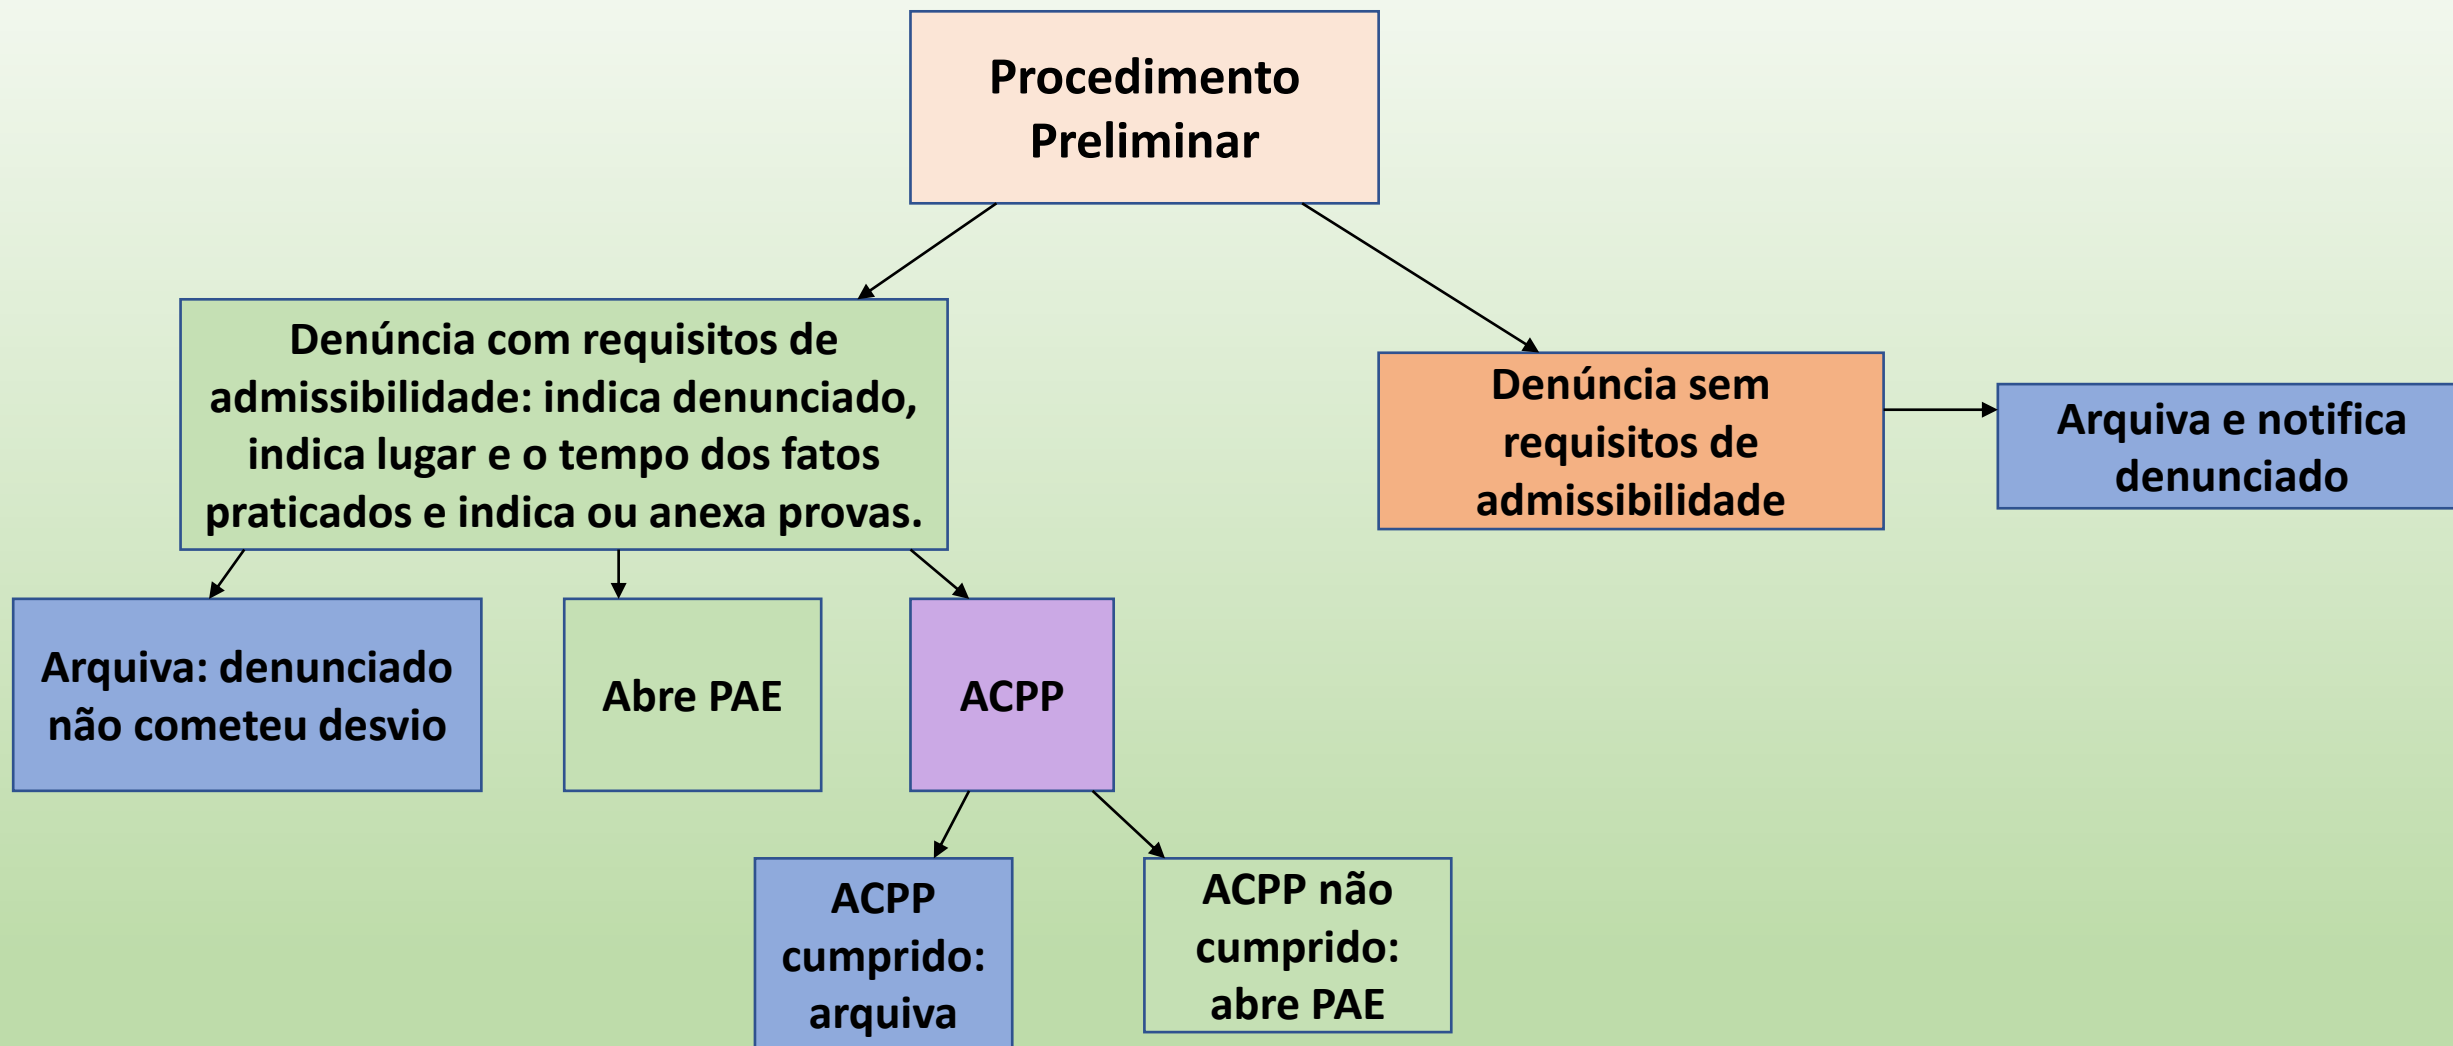 Procedimento
Preliminar
Denúncia com requisitos de
admissibilidade: indica denunciado,
indica lugar e o tempo dos fatos
praticados e indica ou anexa provas.
Denúncia sem
requisitos de
admissibilidade
Arquiva e notifica
denunciado
Arquiva: denunciado
não cometeu desvio
Abre PAE
ACPP
ACPP
cumprido:
arquiva
ACPP não
cumprido:
abre PAE